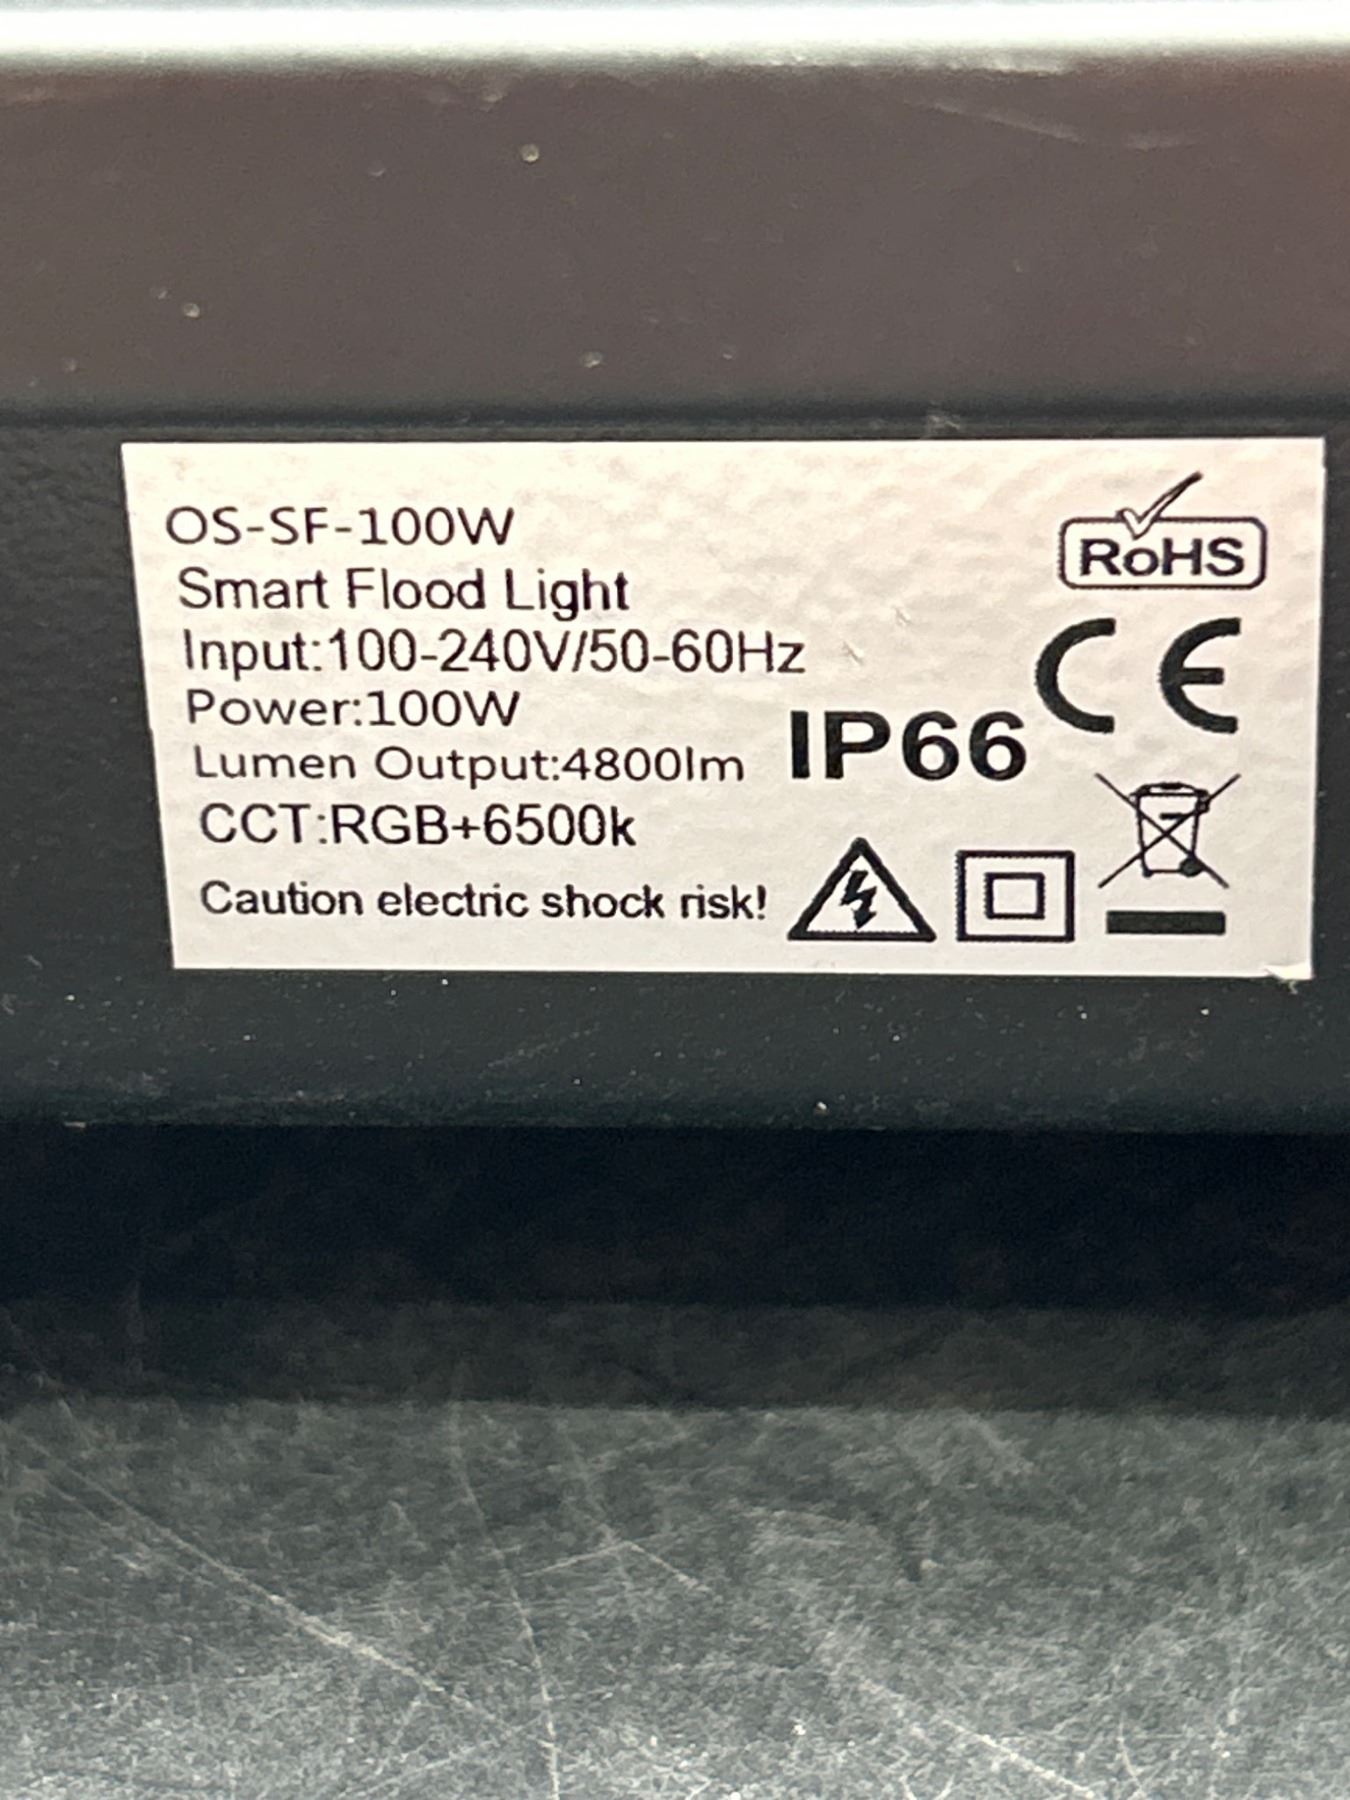 OS-SF-100W
Smart Flood Light
Input:100-240V/50-60Hz
Power:100W
Lumen Output:4800lm
CCT:RGB+6500k
Caution electric shock risk!
IP66
RoHS
CE